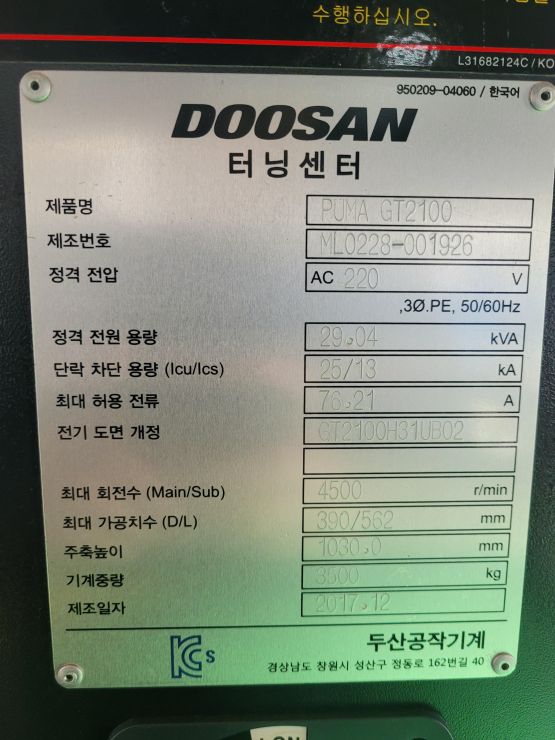 수행하십시오.
L31682124C / KO
950209-04060 / 한국어
DOOSAN
터닝센터
제품명 PUMA GT2100
제조번호 ML0228-001926
정격 전압 AC 220 V
,3Ø.PE, 50/60Hz
정격 전원 용량 29.04 kVA
단락 차단 용량 (Icu/Ics) 25/13 kA
최대 허용 전류 76.21 A
전기 도면 개정 GT2100H31UB02
최대 회전수 (Main/Sub) 4500 r/min
최대 가공치수 (D/L) 390/562 mm
주축높이 1030.0 mm
기계중량 3500 kg
제조일자 2017.12
두산공작기계
KCs
경상남도 창원시 성산구 정동로 162번길 40
ON